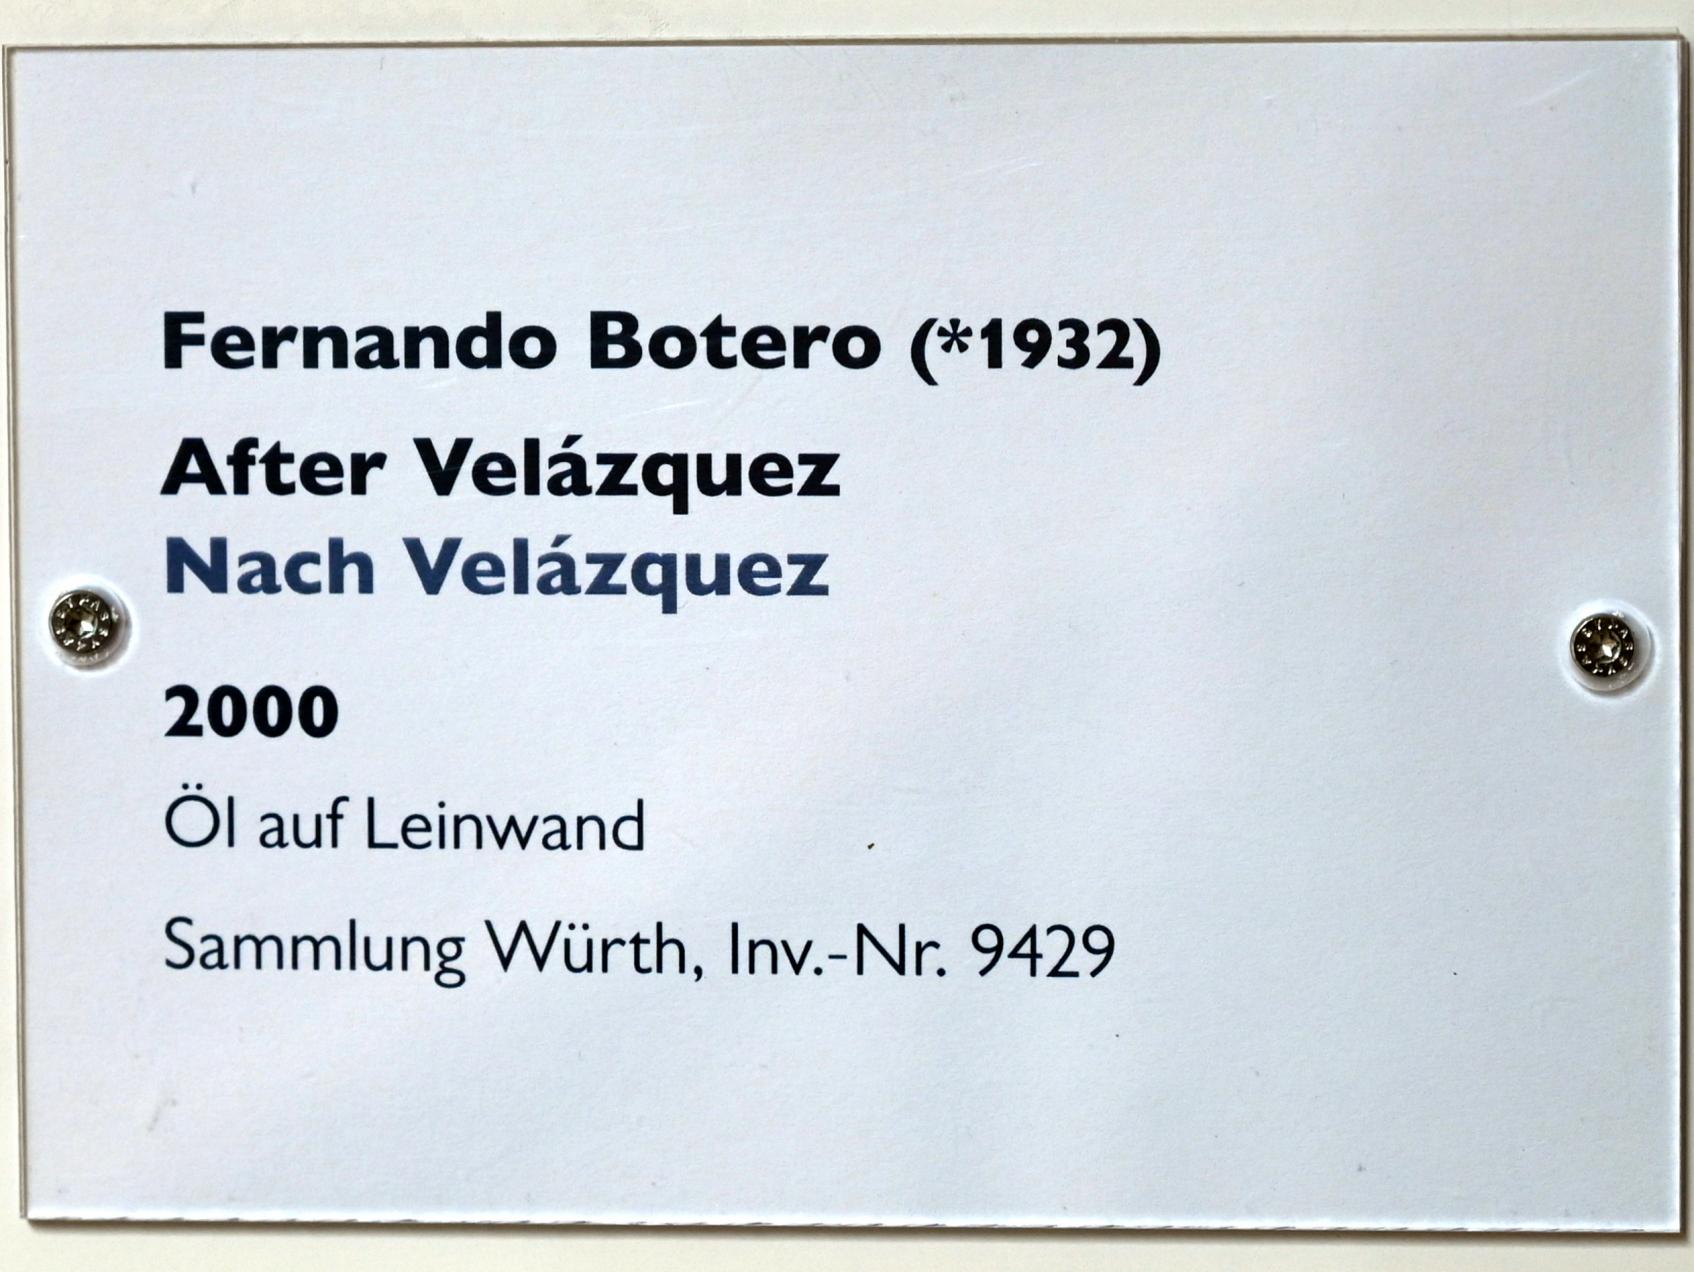 Fernando Botero (*1932)
After Velázquez
Nach Velázquez
2000
Öl auf Leinwand
Sammlung Würth, Inv.-Nr. 9429